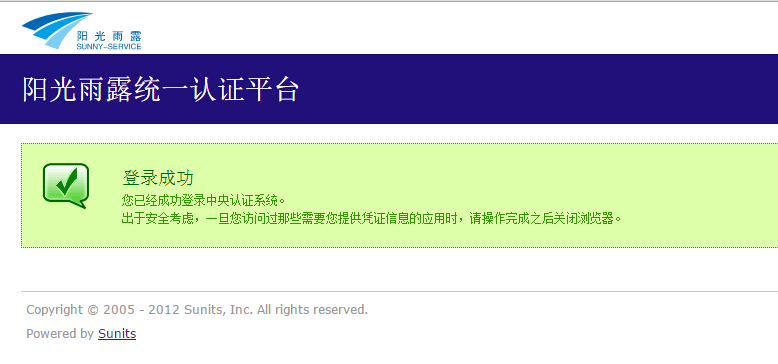 阳光雨露
SUNNY-SERVICE
阳光雨露统一认证平台
登录成功
您已经成功登录中央认证系统。
出于安全考虑，一旦您访问过那些需要您提供凭证信息的应用时，请操作完成之后关闭浏览器。
Copyright © 2005 - 2012 Sunits, Inc. All rights reserved.
Powered by Sunits